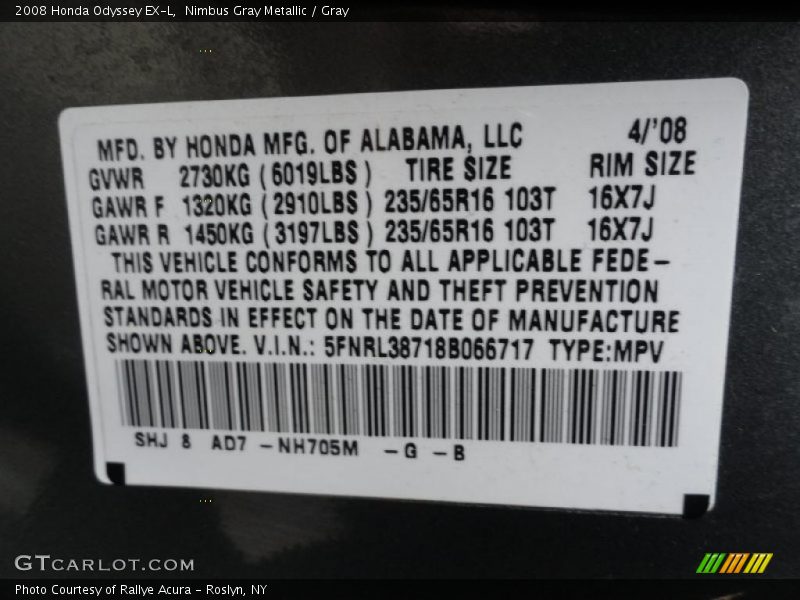 2008 Honda Odyssey EX-L,  Nimbus Gray Metallic / Gray
MFD. BY HONDA MFG. OF ALABAMA, LLC 4/'08
GVWR 2730KG (6019LBS) TIRE SIZE RIM SIZE
GAWR F 1320KG (2910LBS) 235/65R16 103T 16X7J
GAWR R 1450KG (3197LBS) 235/65R16 103T 16X7J
THIS VEHICLE CONFORMS TO ALL APPLICABLE FEDE-
RAL MOTOR VEHICLE SAFETY AND THEFT PREVENTION
STANDARDS IN EFFECT ON THE DATE OF MANUFACTURE
SHOWN ABOVE. V.I.N.: 5FNRL38718B066717 TYPE:MPV
SHJ 8 AD7 -NH705M -G -B
GTCARLOT.COM
Photo Courtesy of Rallye Acura - Roslyn, NY